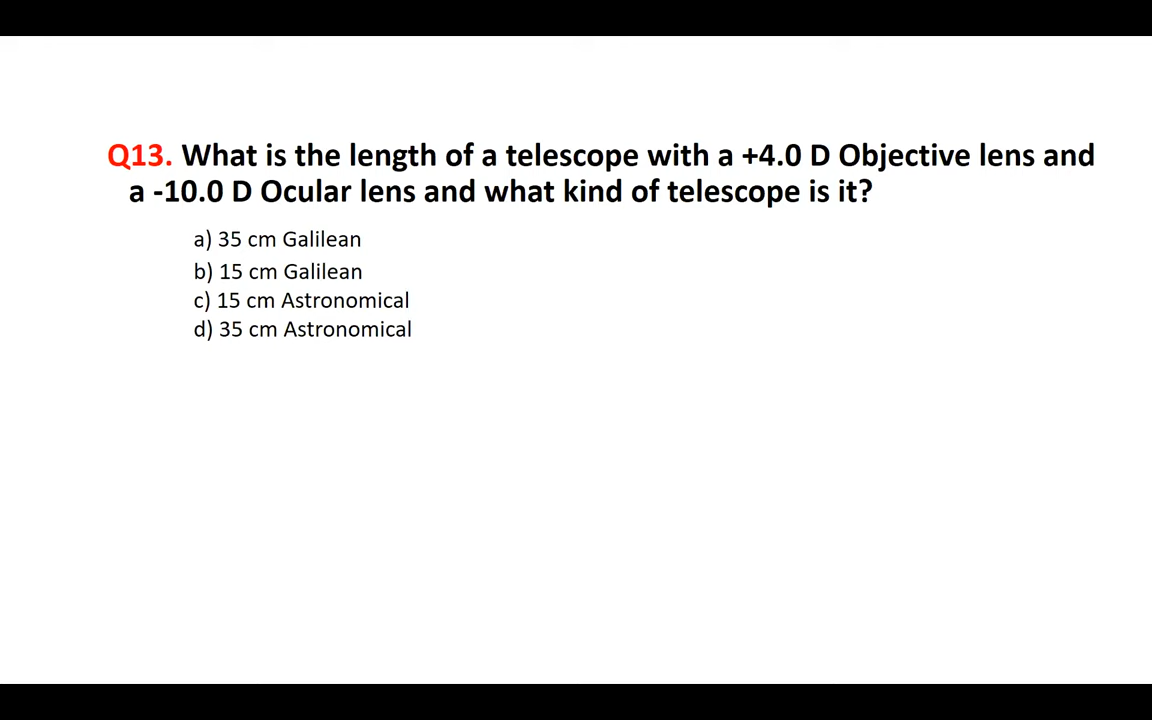 Q13. What is the length of a telescope with a +4.0 D Objective lens and
a -10.0 D Ocular lens and what kind of telescope is it?
a) 35 cm Galilean
b) 15 cm Galilean
c) 15 cm Astronomical
d) 35 cm Astronomical